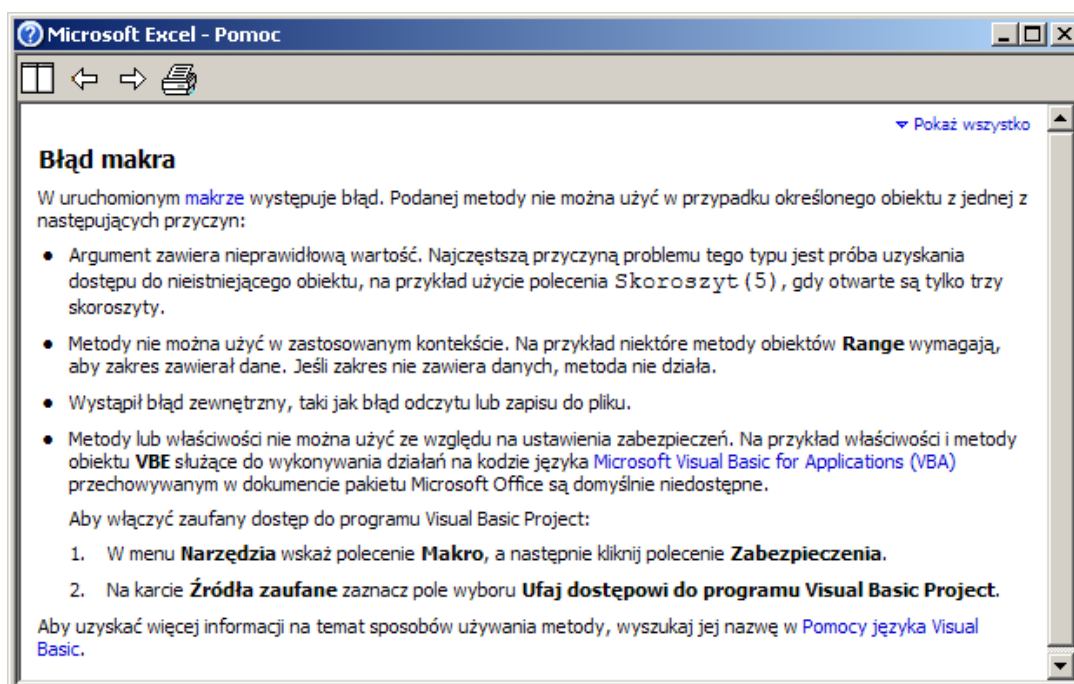 Microsoft Excel - Pomoc
Pokaż wszystko
Błąd makra
W uruchomionym makrze występuje błąd. Podanej metody nie można użyć w przypadku określonego obiektu z jednej z
następujących przyczyn:
• Argument zawiera nieprawidłową wartość. Najczęstszą przyczyną problemu tego typu jest próba uzyskania
dostępu do nieistniejącego obiektu, na przykład użycie polecenia Skoroszyt(5), gdy otwarte są tylko trzy
skoroszyty.
• Metody nie można użyć w zastosowanym kontekście. Na przykład niektóre metody obiektów Range wymagają,
aby zakres zawierał dane. Jeśli zakres nie zawiera danych, metoda nie działa.
• Wystąpił błąd zewnętrzny, taki jak błąd odczytu lub zapisu do pliku.
• Metody lub właściwości nie można użyć ze względu na ustawienia zabezpieczeń. Na przykład właściwości i metody
obiektu VBE służące do wykonywania działań na kodzie języka Microsoft Visual Basic for Applications (VBA)
przechowywanym w dokumencie pakietu Microsoft Office są domyślnie niedostępne.
Aby włączyć zaufany dostęp do programu Visual Basic Project:
1. W menu Narzędzia wskaż polecenie Makro, a następnie kliknij polecenie Zabezpieczenia.
2. Na karcie Źródła zaufane zaznacz pole wyboru Ufaj dostępowi do programu Visual Basic Project.
Aby uzyskać więcej informacji na temat sposobów używania metody, wyszukaj jej nazwę w Pomocy języka Visual
Basic.